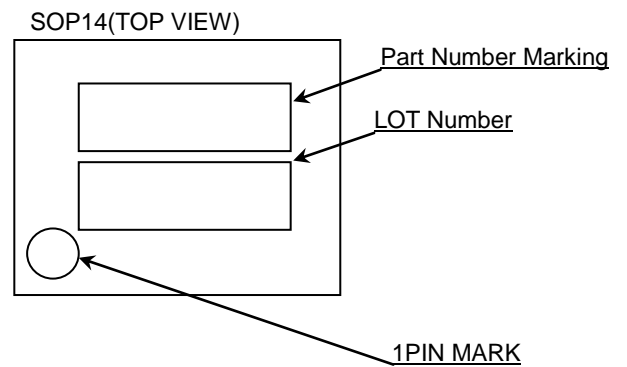 SOP14(TOP VIEW)
Part Number Marking
LOT Number
1PIN MARK